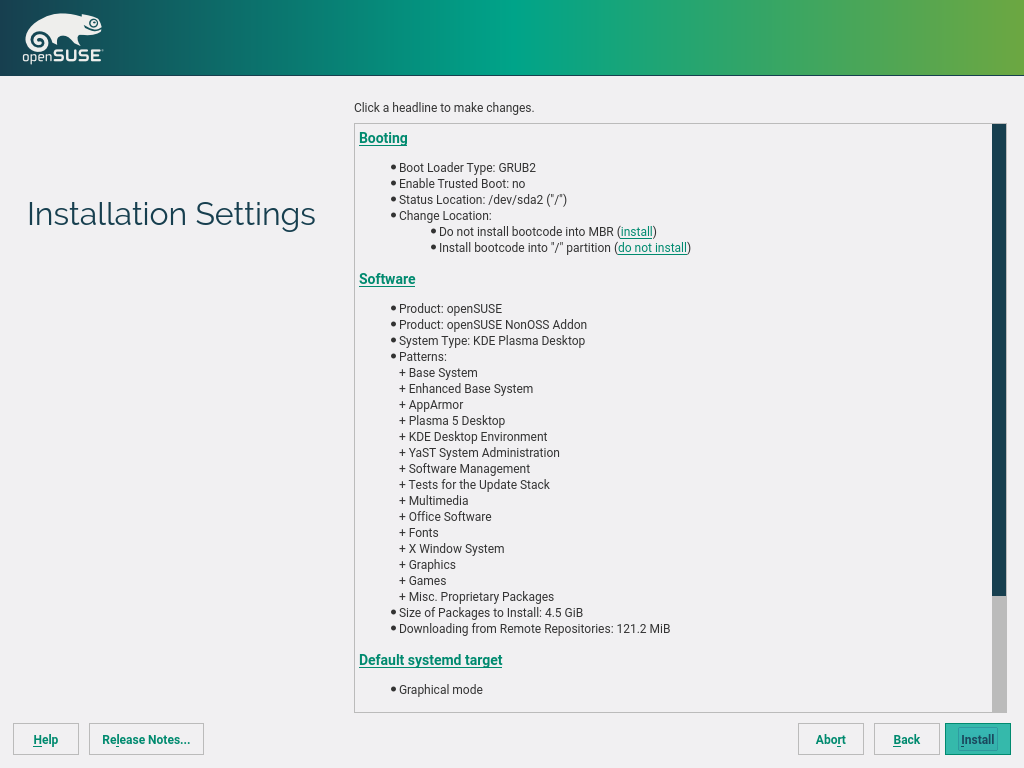 openSUSE
Click a headline to make changes.
Installation Settings
Booting
Boot Loader Type: GRUB2
Enable Trusted Boot: no
Status Location: /dev/sda2 ("/")
Change Location:
Do not install bootcode into MBR (install)
Install bootcode into "/" partition (do not install)
Software
Product: openSUSE
Product: openSUSE NonOSS Addon
System Type: KDE Plasma Desktop
Patterns:
+ Base System
+ Enhanced Base System
+ AppArmor
+ Plasma 5 Desktop
+ KDE Desktop Environment
+ YaST System Administration
+ Software Management
+ Tests for the Update Stack
+ Multimedia
+ Office Software
+ Fonts
+ X Window System
+ Graphics
+ Games
+ Misc. Proprietary Packages
Size of Packages to Install: 4.5 GiB
Downloading from Remote Repositories: 121.2 MiB
Default systemd target
Graphical mode
Help
Release Notes...
Abort
Back
Install